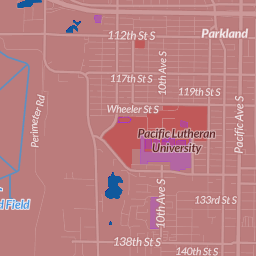 112th St S
Parkland
10th Ave S
117th St S
119th St S
Perimeter Rd
Wheeler St S
Pacific Ave S
Pacific Lutheran
University
d Field
10th Ave S
133rd St S
138th St S
140th St S